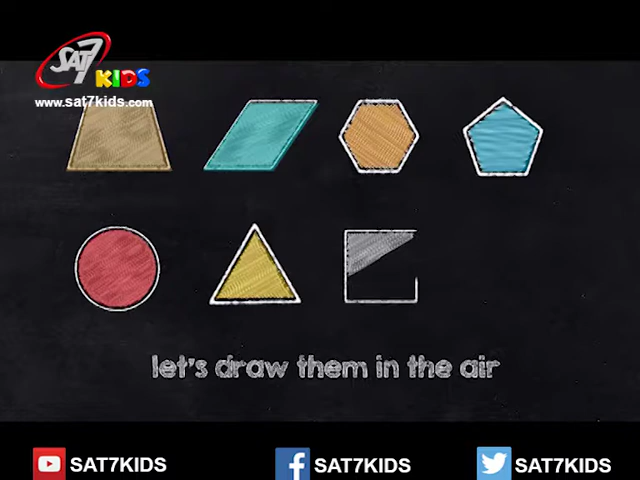 SAT7
KIDS
www.sat7kids.com
let's draw them in the air
SAT7KIDS
SAT7KIDS
SAT7KIDS